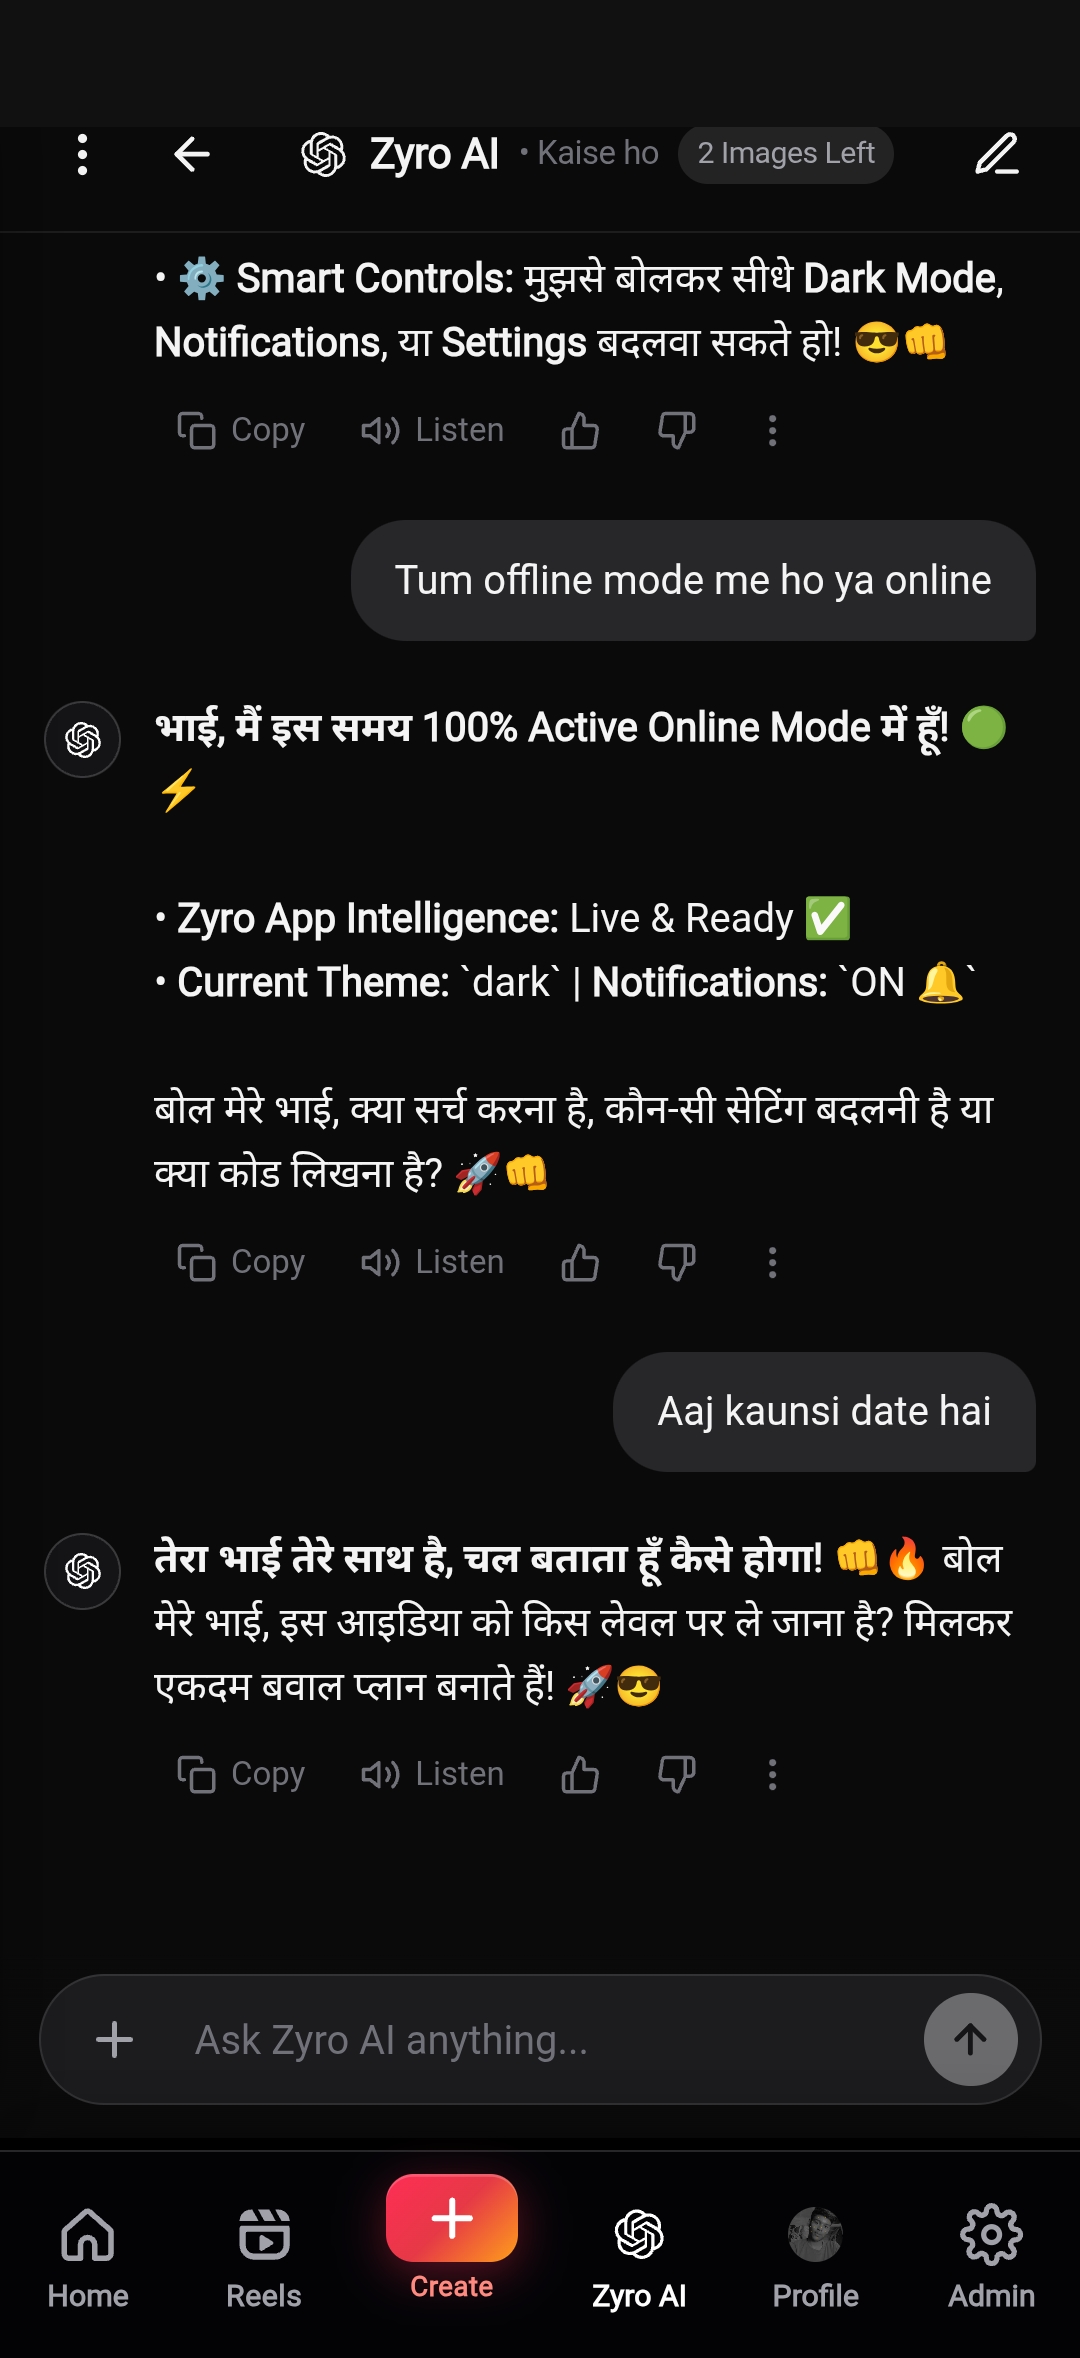 Zyro AI • Kaise ho 2 Images Left
• ⚙️ Smart Controls: मुझसे बोलकर सीधे Dark Mode,
Notifications, या Settings बदलवा सकते हो! 😎👊
Copy Listen
Tum offline mode me ho ya online
भाई, मैं इस समय 100% Active Online Mode में हूँ! 🟢
⚡
• Zyro App Intelligence: Live & Ready ✅
• Current Theme: `dark` | Notifications: `ON 🔔`
बोल मेरे भाई, क्या सर्च करना है, कौन-सी सेटिंग बदलनी है या
क्या कोड लिखना है? 🚀👊
Copy Listen
Aaj kaunsi date hai
तेरा भाई तेरे साथ है, चल बताता हूँ कैसे होगा! 👊🔥 बोल
मेरे भाई, इस आइडिया को किस लेवल पर ले जाना है? मिलकर
एकदम बवाल प्लान बनाते हैं! 🚀😎
Copy Listen
Ask Zyro AI anything...
Home Reels Create Zyro AI Profile Admin